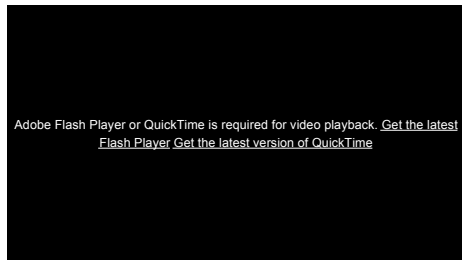 Adobe Flash Player or QuickTime is required for video playback. Get the latest
Flash Player Get the latest version of QuickTime